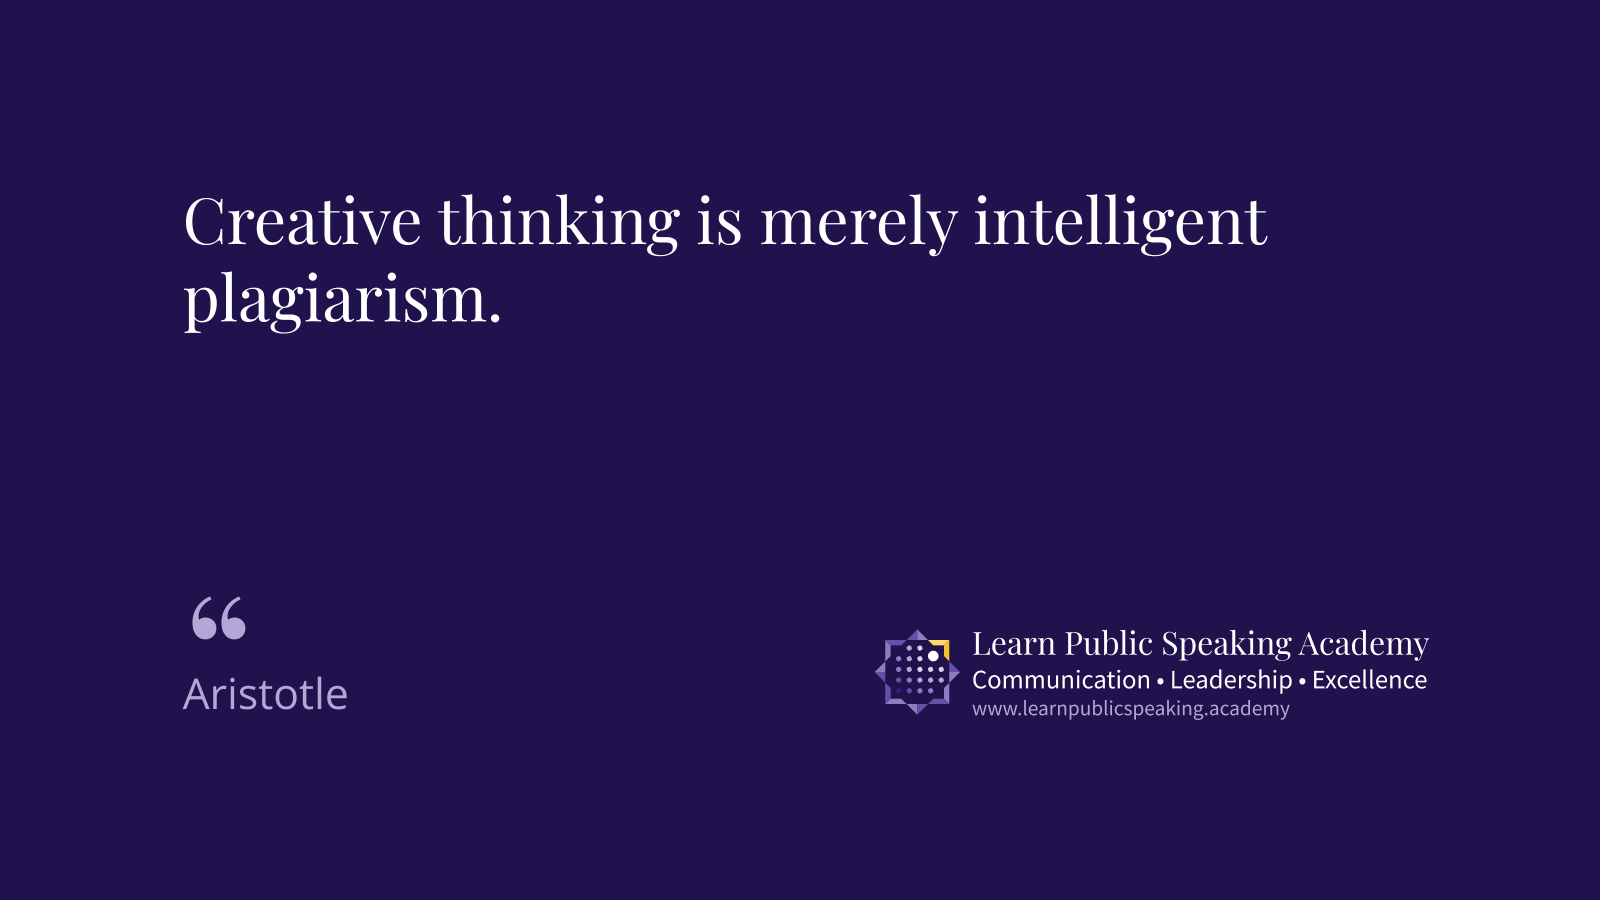 Creative thinking is merely intelligent
plagiarism.
“
Aristotle
Learn Public Speaking Academy
Communication • Leadership • Excellence
www.learnpublicspeaking.academy